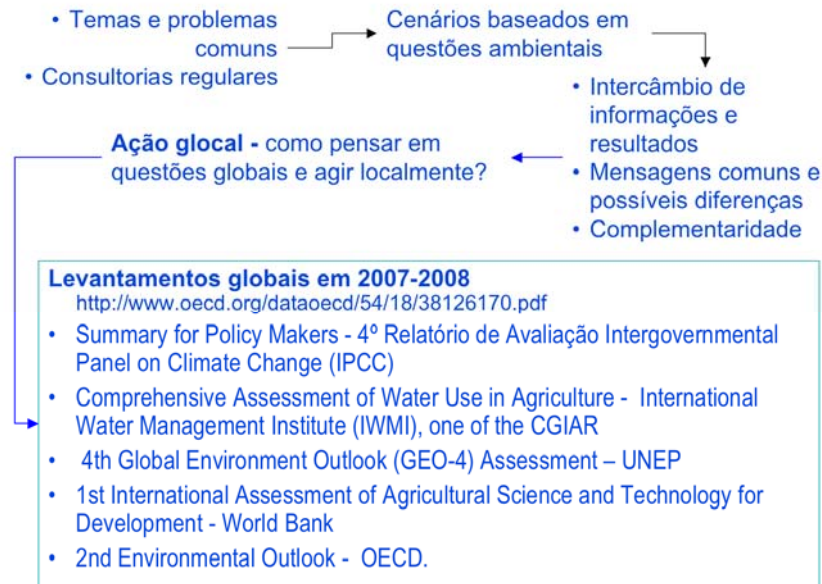 • Temas e problemas
comuns
• Consultorias regulares
Cenários baseados em
questões ambientais
• Intercâmbio de
informações e
resultados
• Mensagens comuns e
possíveis diferenças
• Complementaridade
Ação glocal - como pensar em
questões globais e agir localmente?
Levantamentos globais em 2007-2008
http://www.oecd.org/dataoecd/54/18/38126170.pdf
• Summary for Policy Makers - 4º Relatório de Avaliação Intergovernmental
Panel on Climate Change (IPCC)
• Comprehensive Assessment of Water Use in Agriculture - International
Water Management Institute (IWMI), one of the CGIAR
• 4th Global Environment Outlook (GEO-4) Assessment – UNEP
• 1st International Assessment of Agricultural Science and Technology for
Development - World Bank
• 2nd Environmental Outlook - OECD.